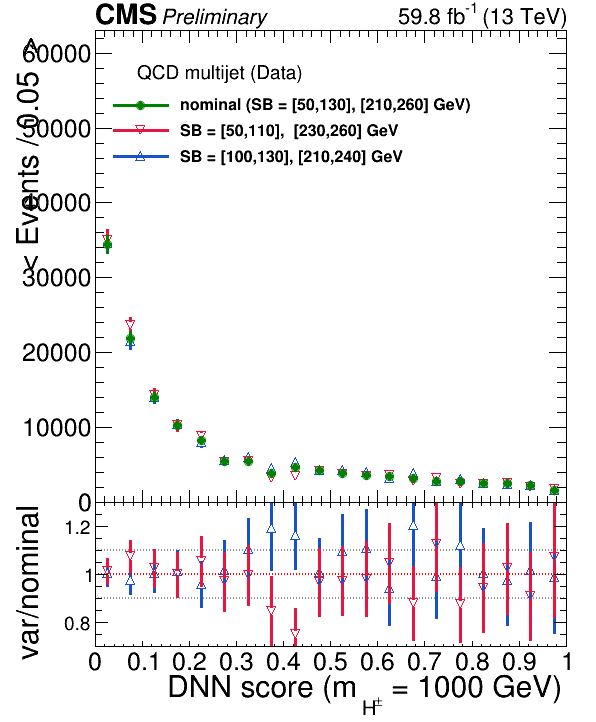 CMS Preliminary 59.8 fb⁻¹ (13 TeV)
< Events / 0.05 >
60000
50000
40000
30000
20000
10000
0
QCD multijet (Data)
nominal (SB = [50,130], [210,260] GeV)
SB = [50,110], [230,260] GeV
SB = [100,130], [210,240] GeV
var/nominal
1.2
1
0.8
0 0.1 0.2 0.3 0.4 0.5 0.6 0.7 0.8 0.9 1
DNN score (m_H± = 1000 GeV)